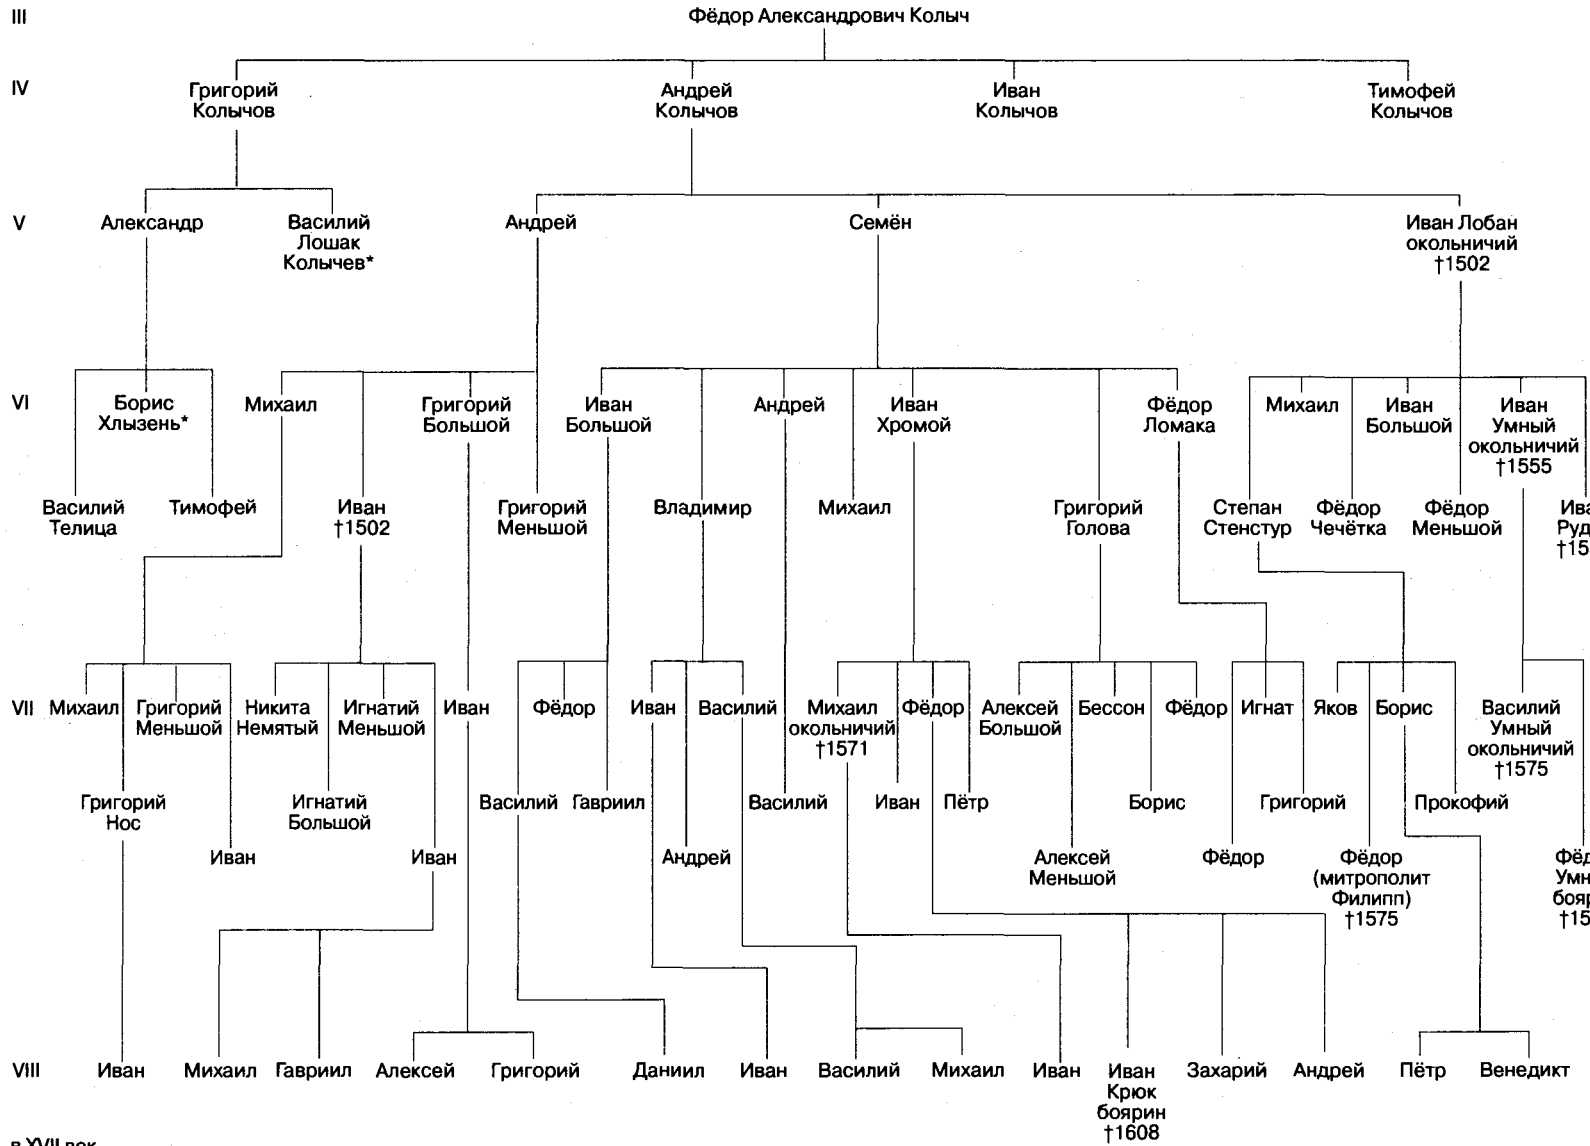 III
Фёдор Александрович Колыч
IV
Григорий
Колычов
Андрей
Колычов
Иван
Колычов
Тимофей
Колычов
V
Александр
Василий
Лошак
Колычев*
Андрей
Семён
Иван Лобан
окольничий
†1502
VI
Борис
Хлызень*
Михаил
Григорий
Большой
Иван
Большой
Андрей
Иван
Хромой
Фёдор
Ломака
Михаил
Иван
Большой
Иван
Умный
окольничий
†1555
Василий
Телица
Тимофей
Иван
†1502
Григорий
Меньшой
Владимир
Михаил
Григорий
Голова
Степан
Стенстур
Фёдор
Чечётка
Фёдор
Меньшой
VII
Михаил
Григорий
Меньшой
Никита
Немятый
Игнатий
Меньшой
Иван
Фёдор
Иван
Василий
Михаил
окольничий
†1571
Фёдор
Алексей
Большой
Бессон
Фёдор
Игнат
Яков
Борис
Василий
Умный
окольничий
†1575
Григорий
Нос
Игнатий
Большой
Василий
Гавриил
Василий
Иван
Пётр
Борис
Григорий
Прокофий
Иван
Иван
Андрей
Алексей
Меньшой
Фёдор
Фёдор
(митрополит
Филипп)
†1575
VIII
Иван
Михаил
Гавриил
Алексей
Григорий
Даниил
Иван
Василий
Михаил
Иван
Иван
Крюк
боярин
†1608
Захарий
Андрей
Пётр
Венедикт